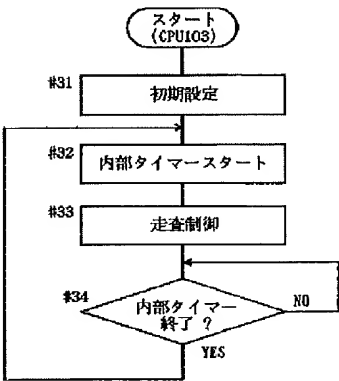 スタート
(CPU103)
#31
初期設定
#32
内部タイマースタート
#33
走査制御
#34
内部タイマー
終了？
NO
YES